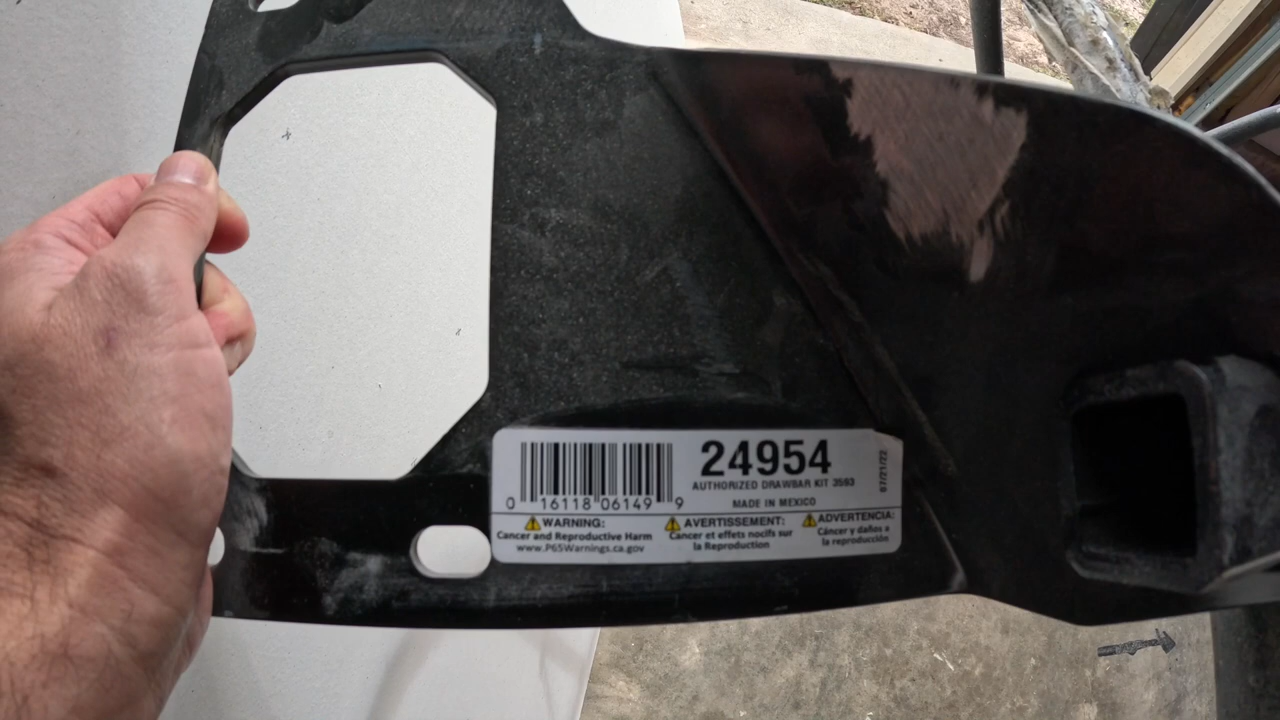 24954
AUTHORIZED DRAWBAR KIT 3593
07/21/22
0 16118 06149 9
MADE IN MEXICO
WARNING:
Cancer and Reproductive Harm
www.P65Warnings.ca.gov
AVERTISSEMENT:
Cancer et effets nocifs sur
la Reproduction
ADVERTENCIA:
Cáncer y daños a
la reproducción